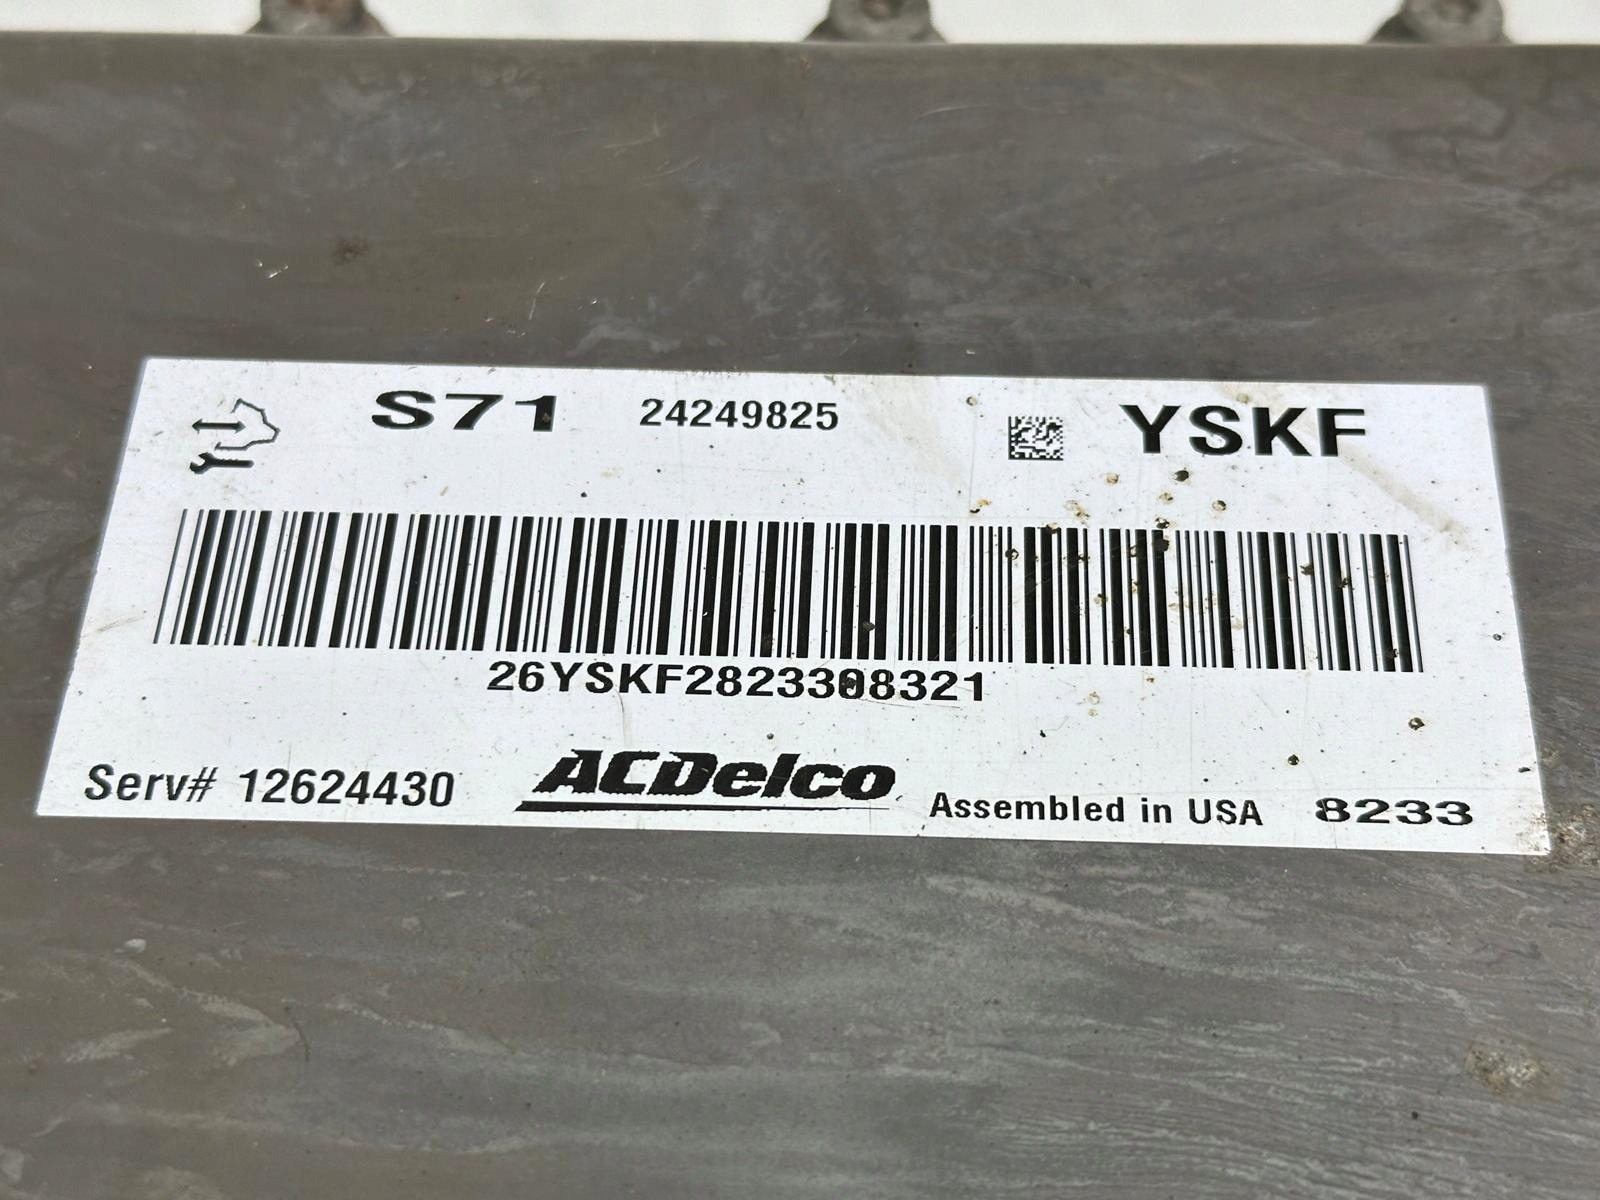 S71 24249825 YSKF
26YSKF2823308321
Serv# 12624430 ACDelco Assembled in USA 8233